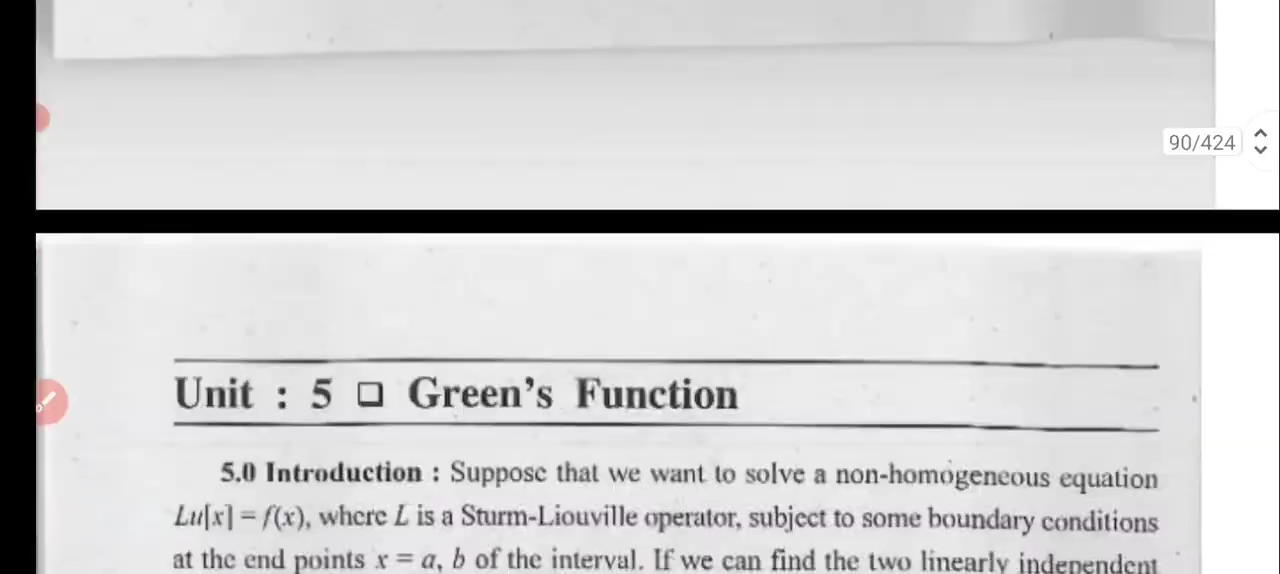 90/424
Unit : 5 □ Green's Function
5.0 Introduction : Suppose that we want to solve a non-homogeneous equation
Lu[x] = f(x), where L is a Sturm-Liouville operator, subject to some boundary conditions
at the end points x = a, b of the interval. If we can find the two linearly independent